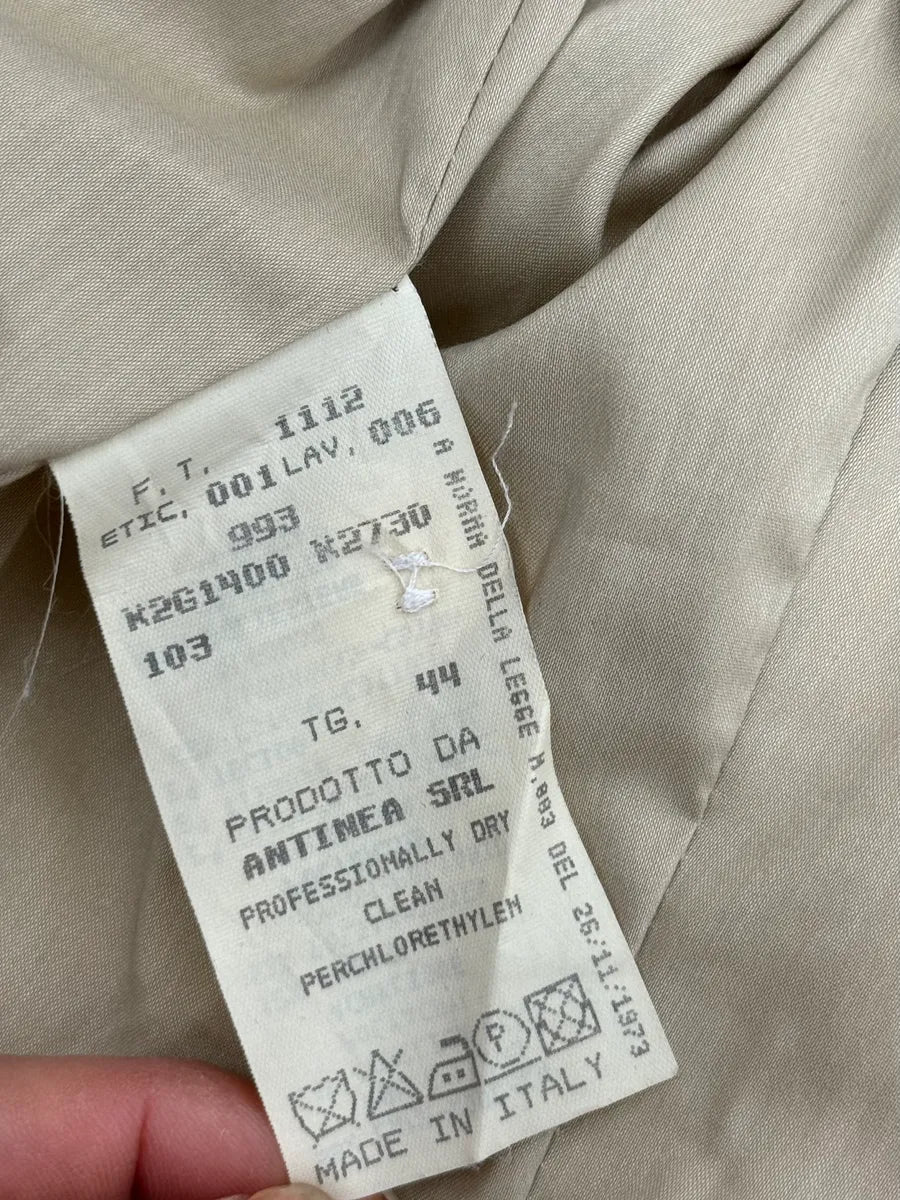 F.T. 1112
ETIC. 001 LAV. 006
993
K2G1400 K2730
103
TG. 44
PRODOTTO DA
ANTINEA SRL
PROFESSIONALLY DRY
CLEAN
PERCHLORETHYLEN
P
MADE IN ITALY
A NORMA DELLA LEGGE N.883 DEL 26:11:1973